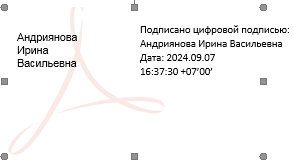 Андриянова
Ирина
Васильевна
Подписано цифровой подписью:
Андриянова Ирина Васильевна
Дата: 2024.09.07
16:37:30 +07'00'